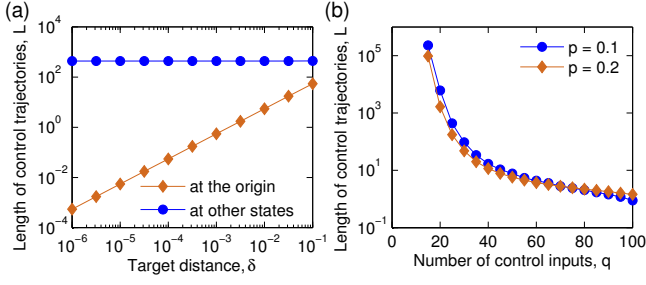 (a)
Length of control trajectories, L
10^4
10^2
10^0
10^-2
10^-4
at the origin
at other states
10^-6
10^-5
10^-4
10^-3
10^-2
10^-1
Target distance, δ
(b)
Length of control trajectories, L
10^5
10^3
10^1
10^-1
p = 0.1
p = 0.2
0
20
40
60
80
100
Number of control inputs, q